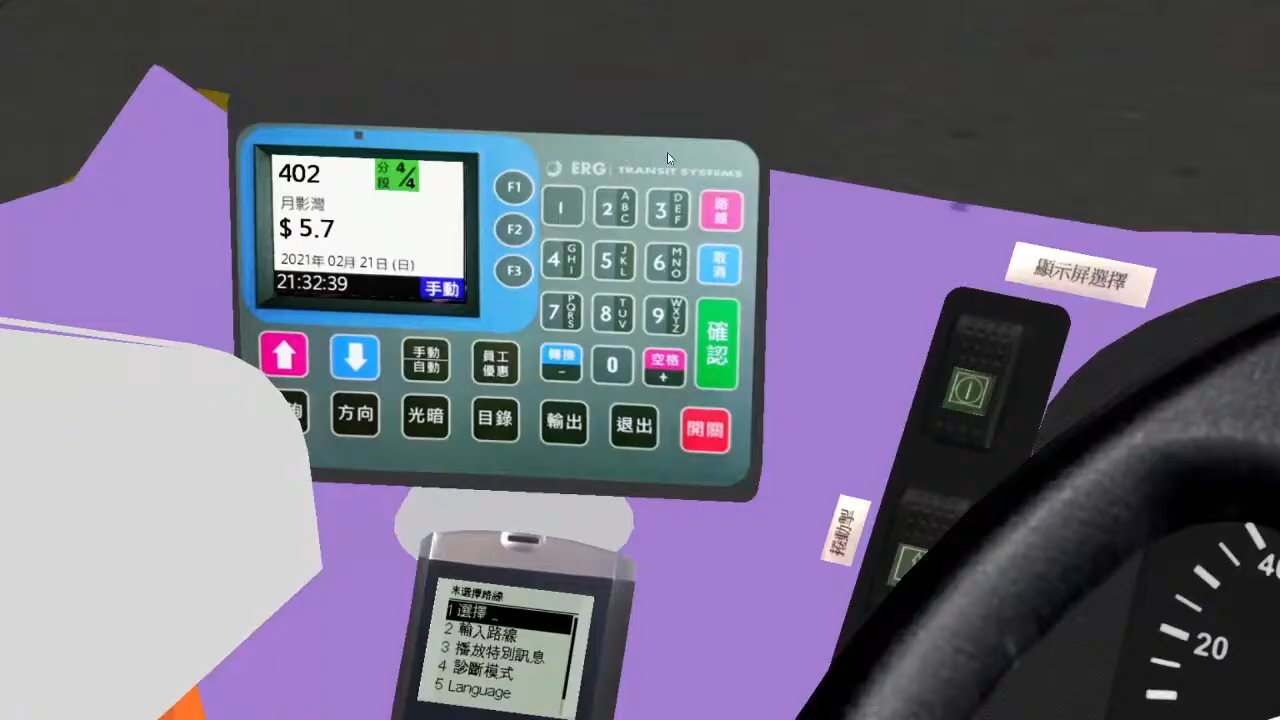 402
分段 4/4
月影灣
$ 5.7
2021年 02月 21日 (日)
21:32:39 手動
F1
F2
F3
ERG TRANSIT SYSTEMS
1 2 ABC 3 DEF 路線
4 GHI 5 JKL 6 MNO 取消
7 PQRS 8 TUV 9 WXYZ 確認
手動自動 員工優惠 轉換 - 0 空格 +
方向 光暗 目錄 輸出 退出 開關
顯示屏選擇
未選擇路線
1 選擇
2 輸入路線
3 播放特別訊息
4 診斷模式
5 Language
20
40